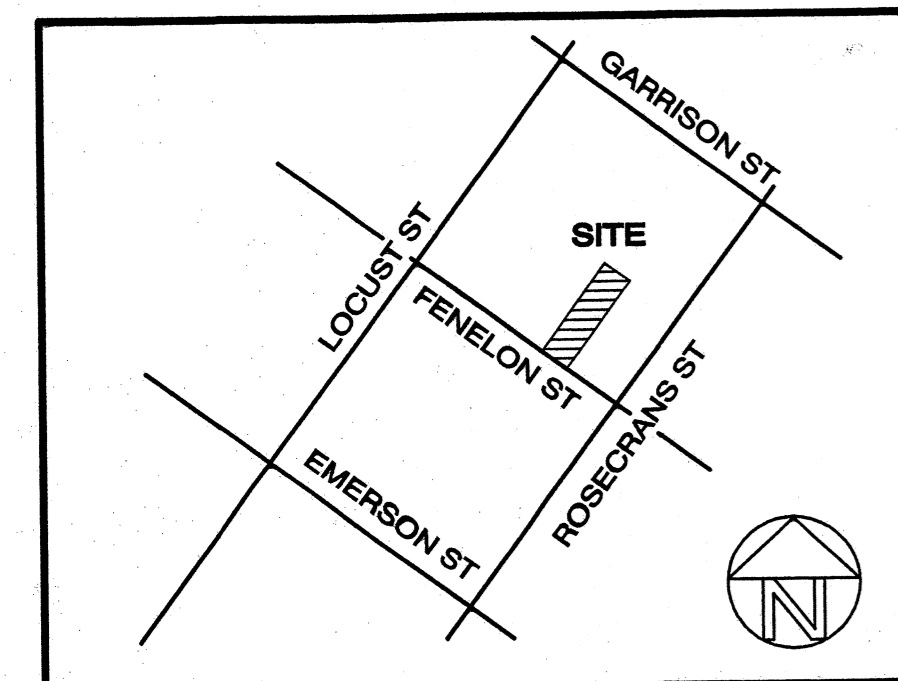 GARRISON ST
SITE
LOCUST ST
FENELON ST
ROSECRANS ST
EMERSON ST
N